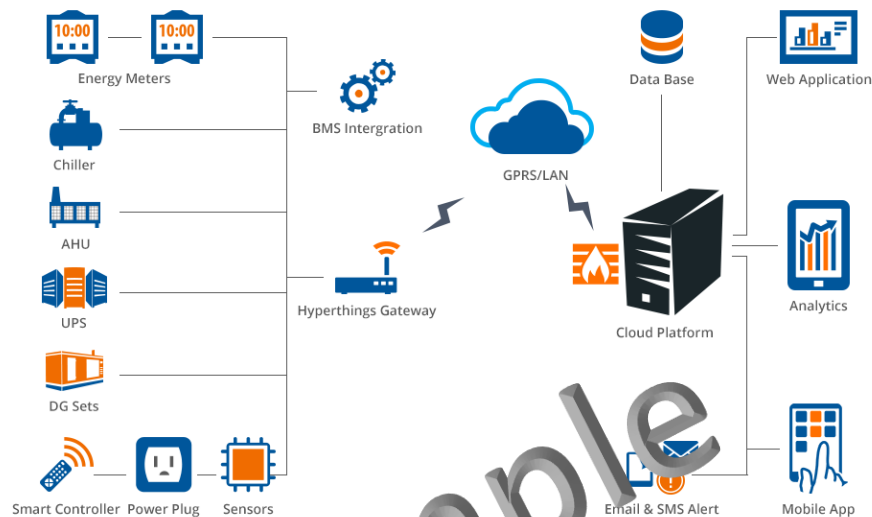 10:00
10:00
Energy Meters
Chiller
AHU
UPS
DG Sets
Smart Controller
Power Plug
Sensors
BMS Intergration
Hyperthings Gateway
GPRS/LAN
Data Base
Cloud Platform
Web Application
Analytics
Email & SMS Alert
Mobile App